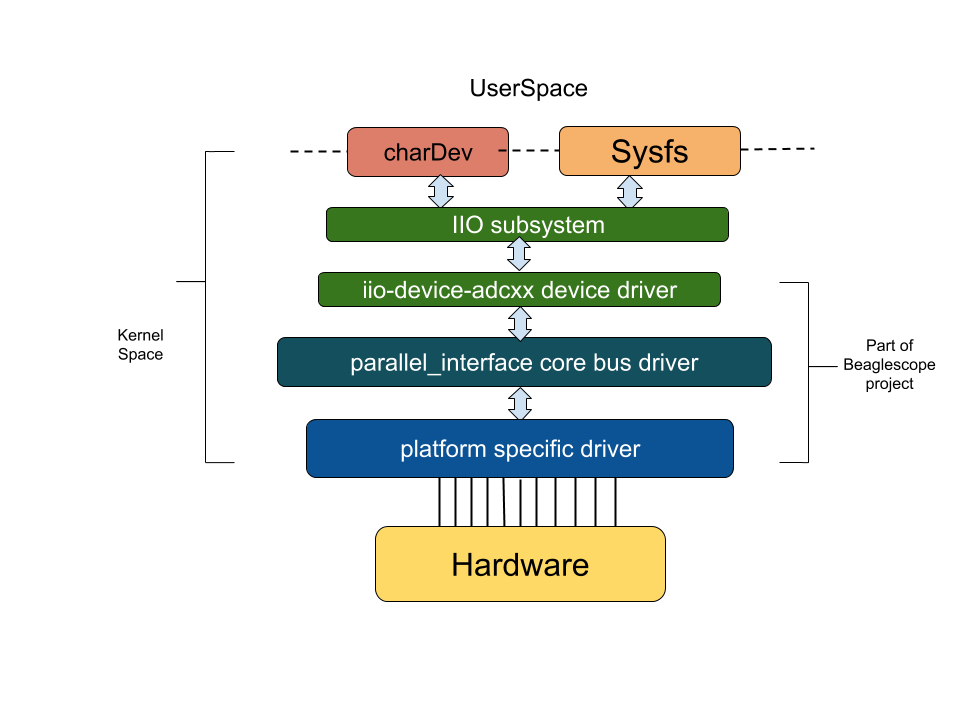 UserSpace
charDev
Sysfs
IIO subsystem
iio-device-adcxx device driver
Kernel
Space
parallel_interface core bus driver
Part of
Beaglescope
project
platform specific driver
Hardware